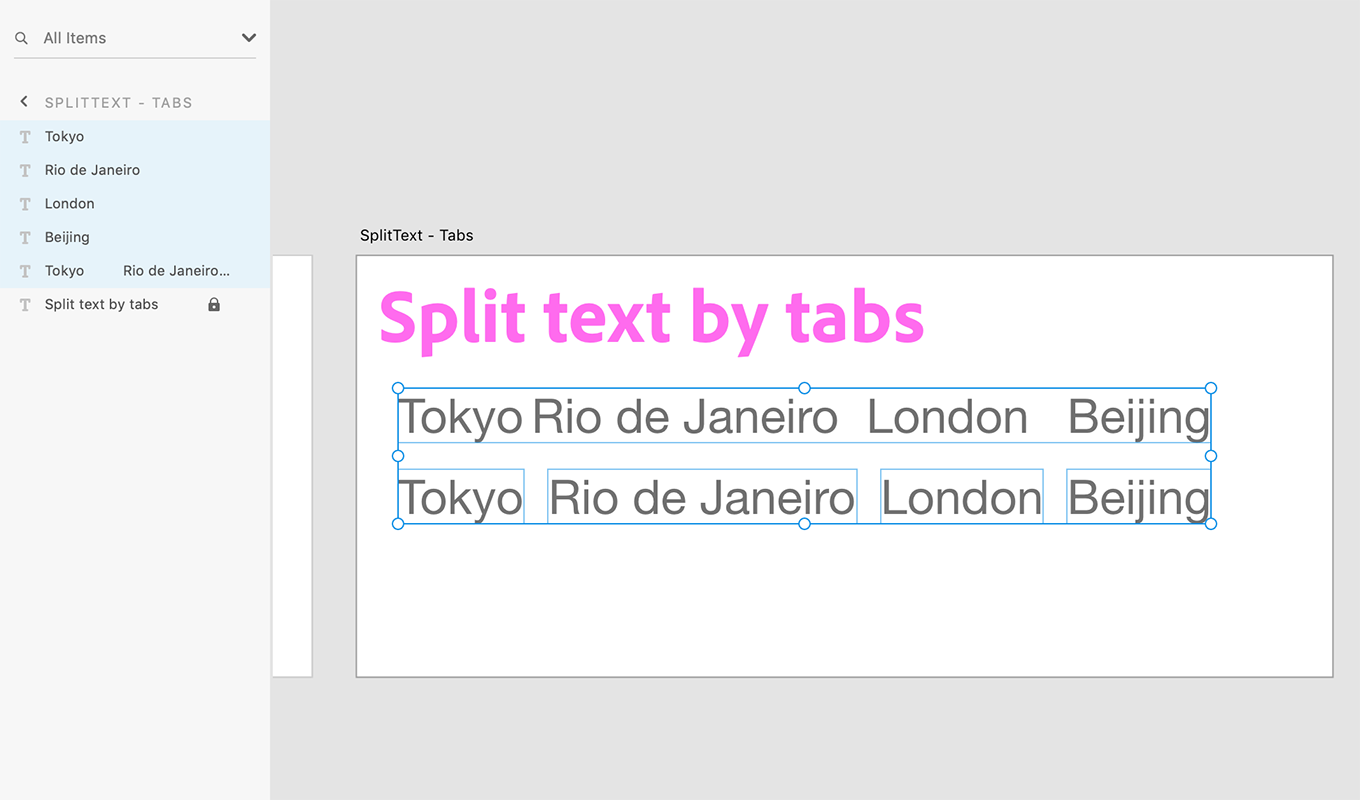 All Items
SPLITTEXT - TABS
Tokyo
Rio de Janeiro
London
Beijing
Tokyo Rio de Janeiro...
Split text by tabs
SplitText - Tabs
Split text by tabs
Tokyo Rio de Janeiro London Beijing
Tokyo Rio de Janeiro London Beijing